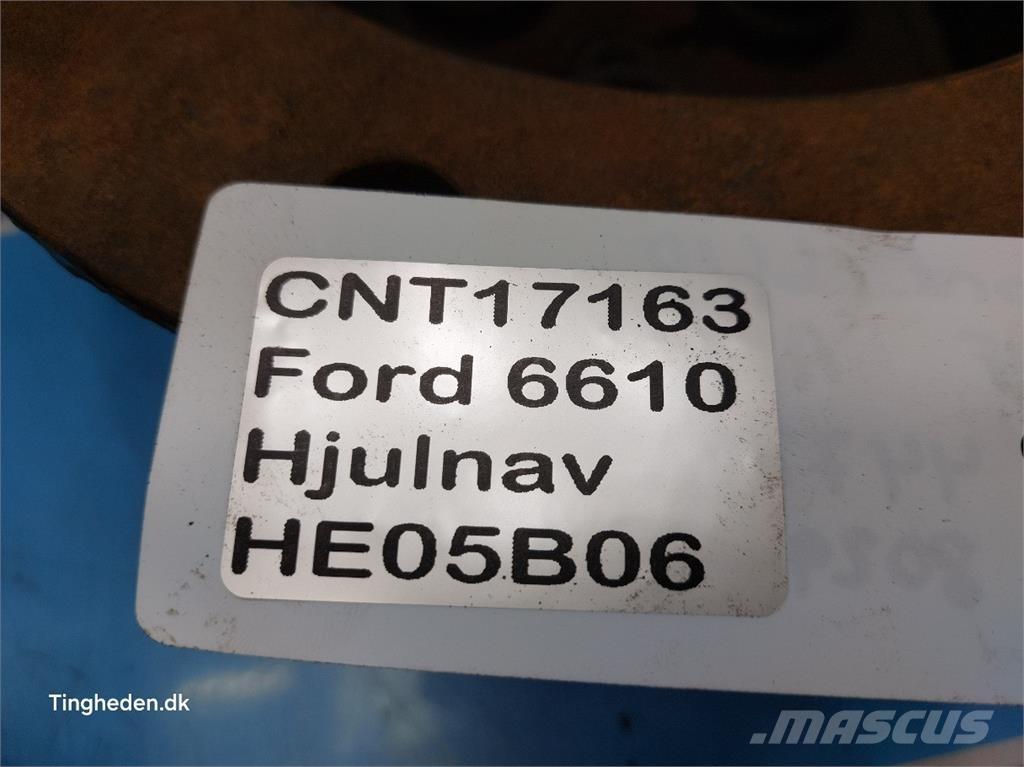 CNT17163
Ford 6610
Hjulnav
HE05B06
Tingheden.dk
MASCUS